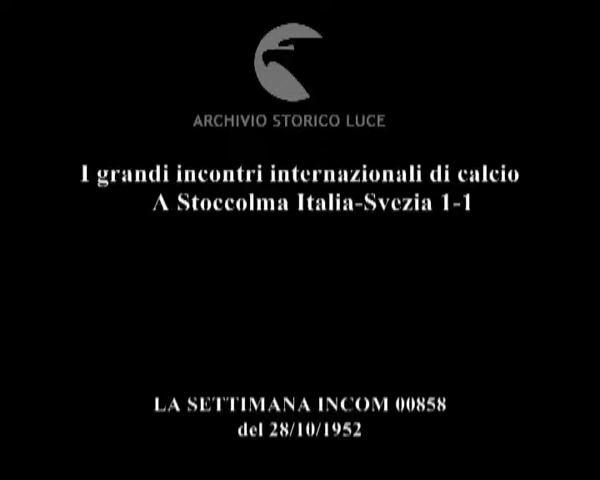 ARCHIVIO STORICO LUCE
I grandi incontri internazionali di calcio
A Stoccolma Italia-Svezia 1-1
LA SETTIMANA INCOM 00858
del 28/10/1952